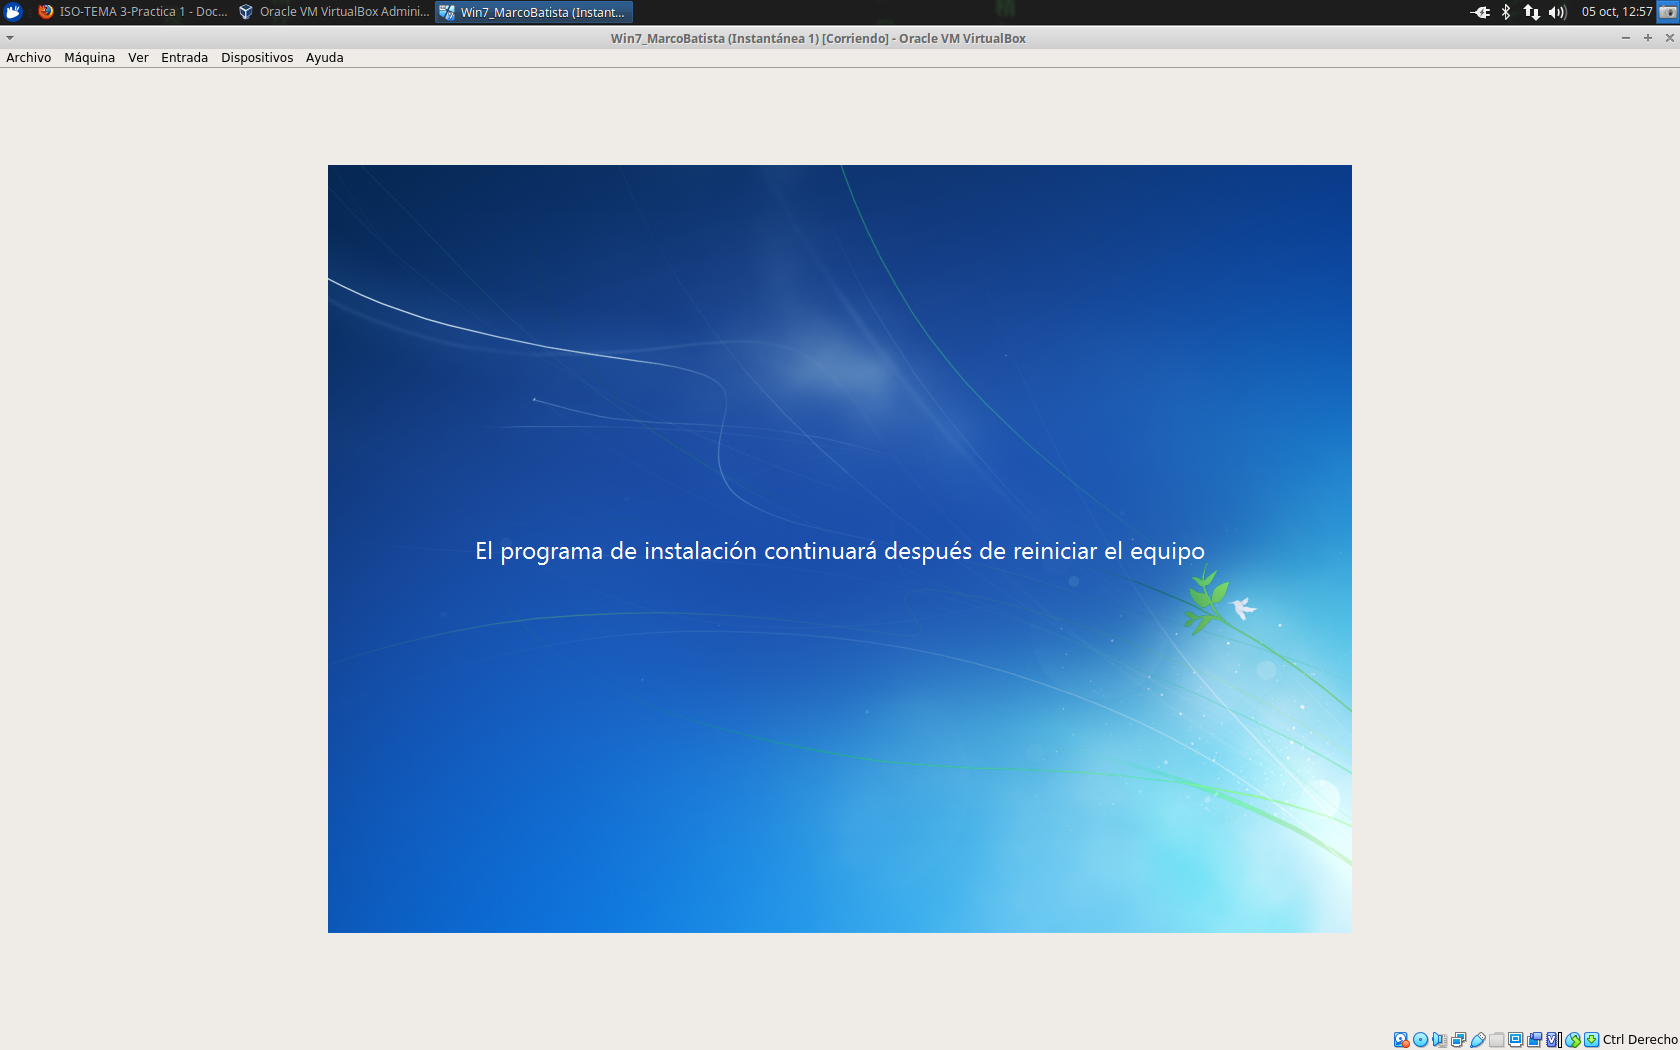 ISO-TEMA 3-Practica 1 - Doc... Oracle VM VirtualBox Admini... Win7_MarcoBatista (Instant... 05 oct, 12:57
Win7_MarcoBatista (Instantánea 1) [Corriendo] - Oracle VM VirtualBox
Archivo Máquina Ver Entrada Dispositivos Ayuda
El programa de instalación continuará después de reiniciar el equipo
Ctrl Derecho